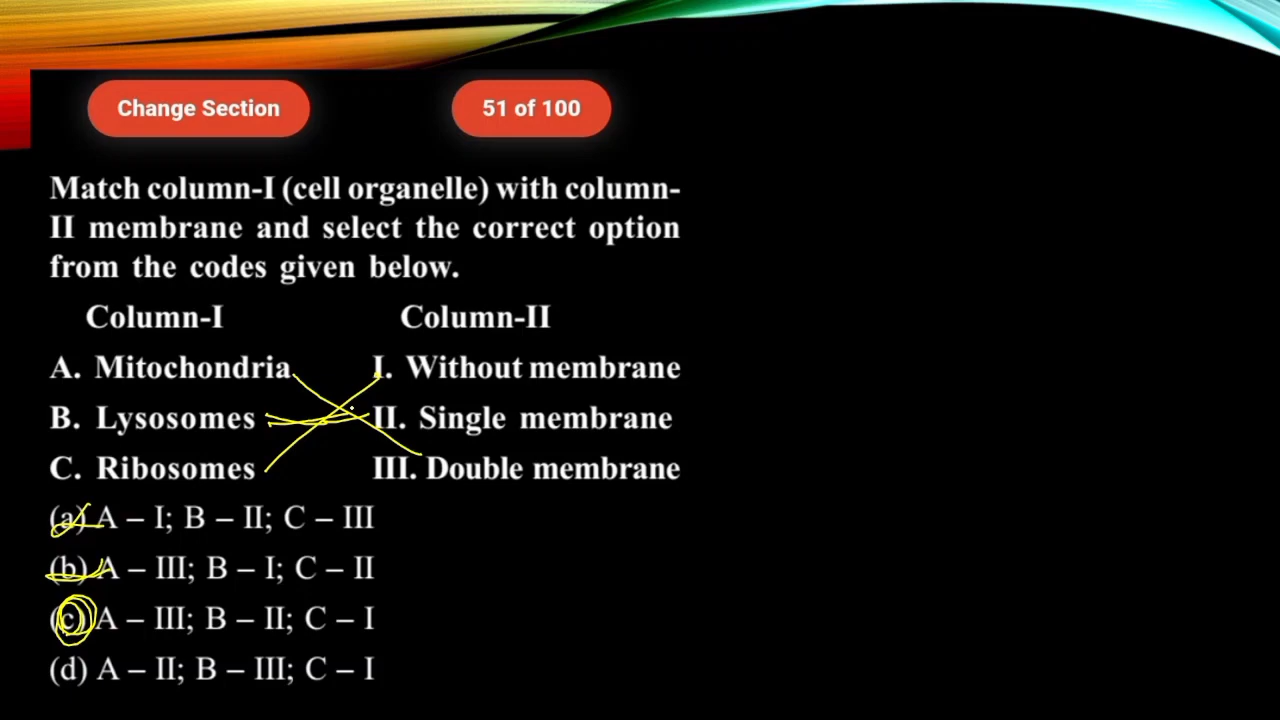 Change Section
51 of 100
Match column-I (cell organelle) with column-
II membrane and select the correct option
from the codes given below.
Column-I Column-II
A. Mitochondria I. Without membrane
B. Lysosomes II. Single membrane
C. Ribosomes III. Double membrane
(a) A – I; B – II; C – III
(b) A – III; B – I; C – II
(c) A – III; B – II; C – I
(d) A – II; B – III; C – I